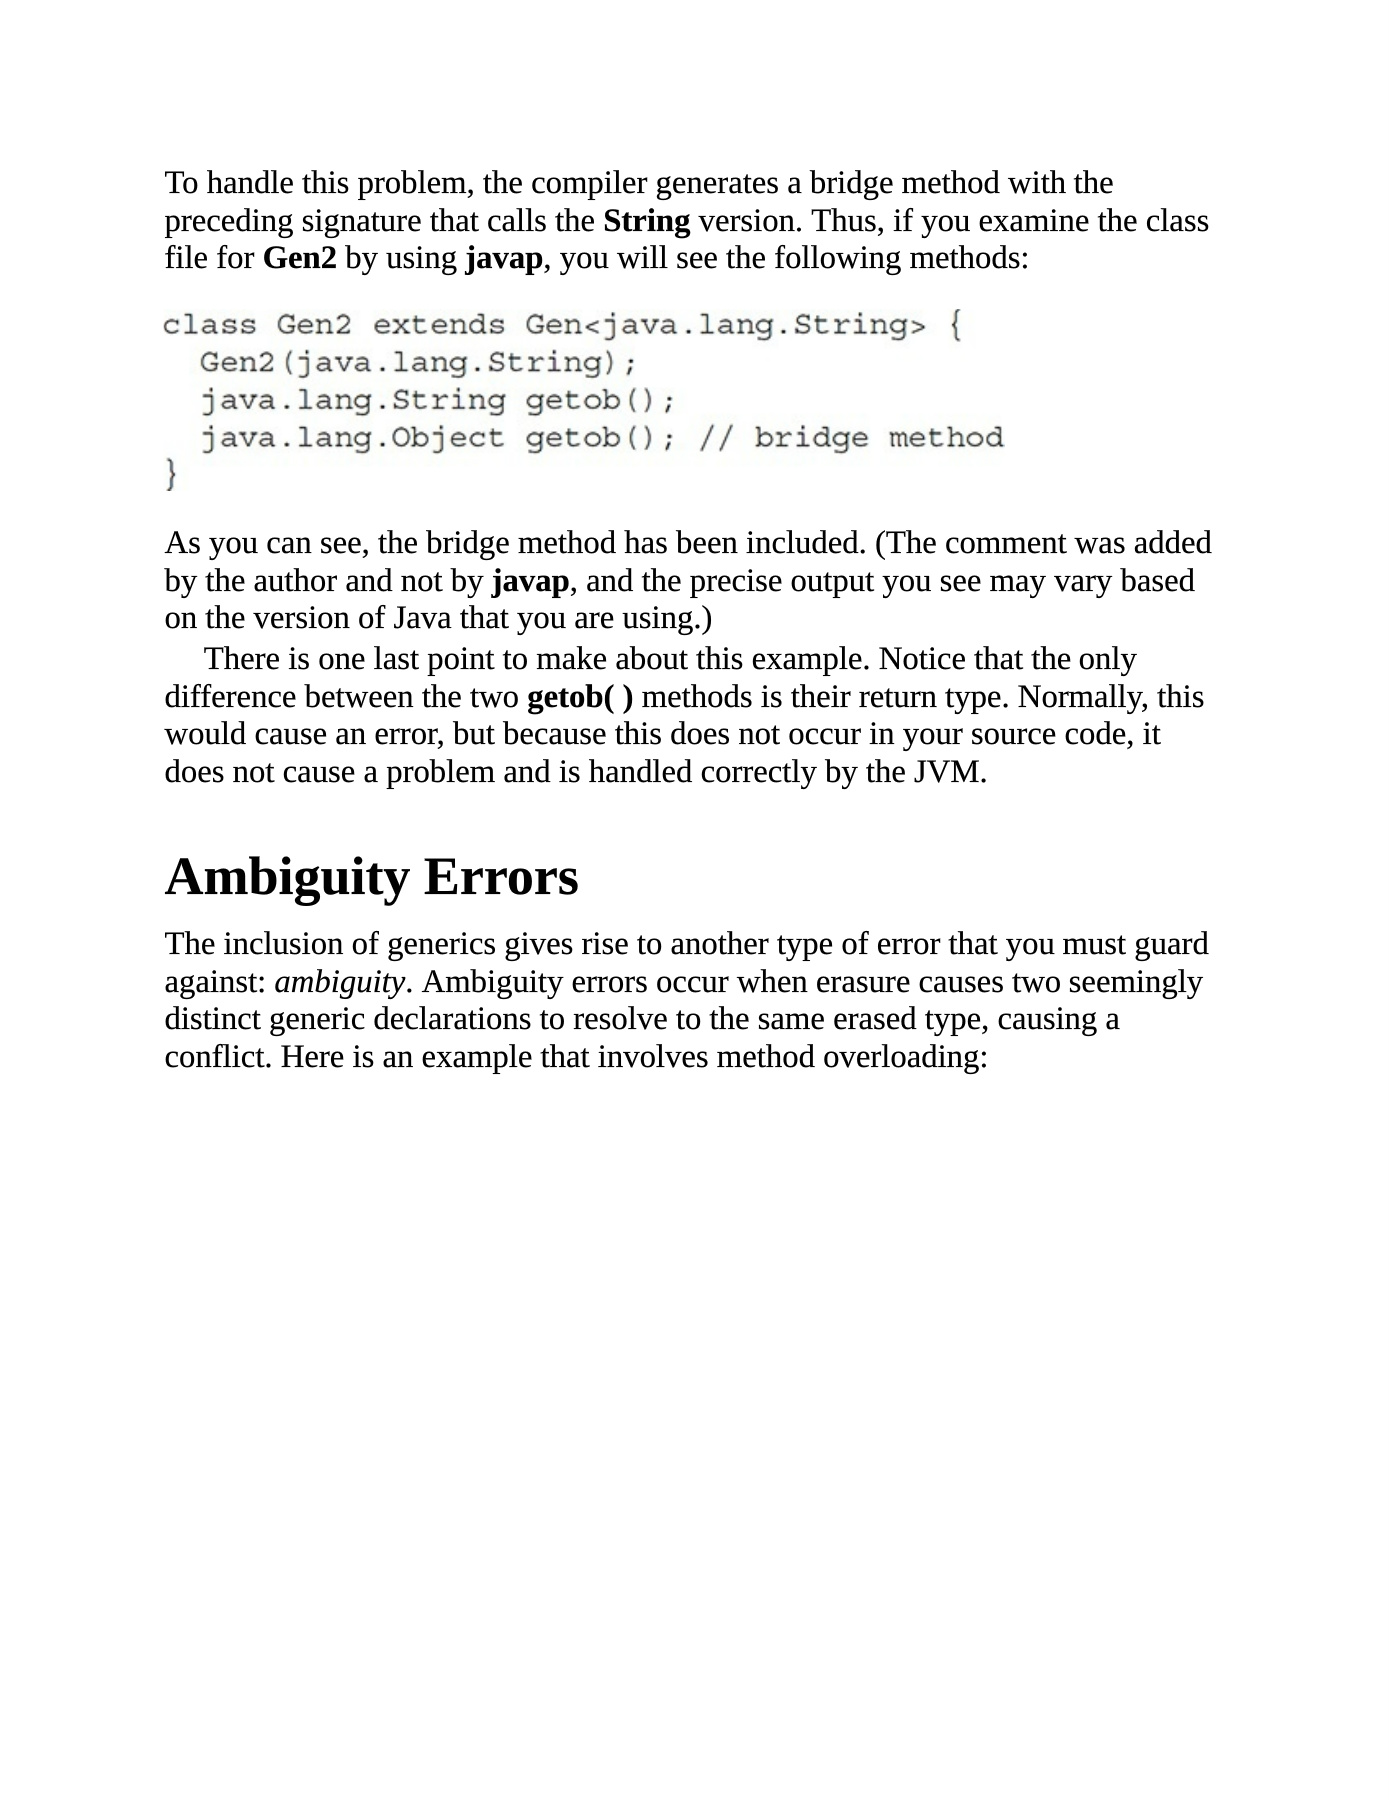 To handle this problem, the compiler generates a bridge method with the
preceding signature that calls the String version. Thus, if you examine the class
file for Gen2 by using javap, you will see the following methods:
class Gen2 extends Gen<java.lang.String> {
  Gen2(java.lang.String);
  java.lang.String getob();
  java.lang.Object getob(); // bridge method
}
As you can see, the bridge method has been included. (The comment was added
by the author and not by javap, and the precise output you see may vary based
on the version of Java that you are using.)
There is one last point to make about this example. Notice that the only
difference between the two getob( ) methods is their return type. Normally, this
would cause an error, but because this does not occur in your source code, it
does not cause a problem and is handled correctly by the JVM.
Ambiguity Errors
The inclusion of generics gives rise to another type of error that you must guard
against: ambiguity. Ambiguity errors occur when erasure causes two seemingly
distinct generic declarations to resolve to the same erased type, causing a
conflict. Here is an example that involves method overloading: